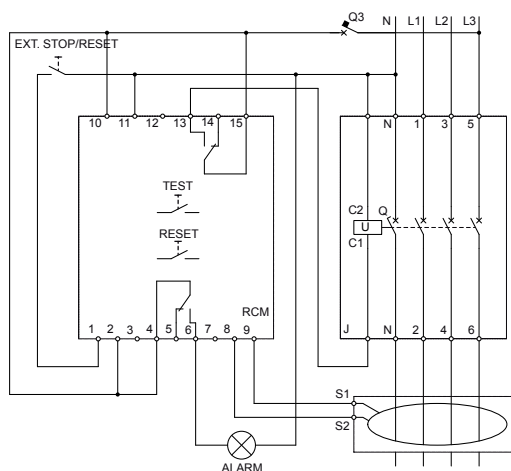 Q3 N L1 L2 L3
EXT. STOP/RESET
10 11 12 13 14 15 N 1 3 5
TEST
C2 Q
U
C1
RESET
RCM
1 2 3 4 5 6 7 8 9 J N 2 4 6
S1
S2
ALARM